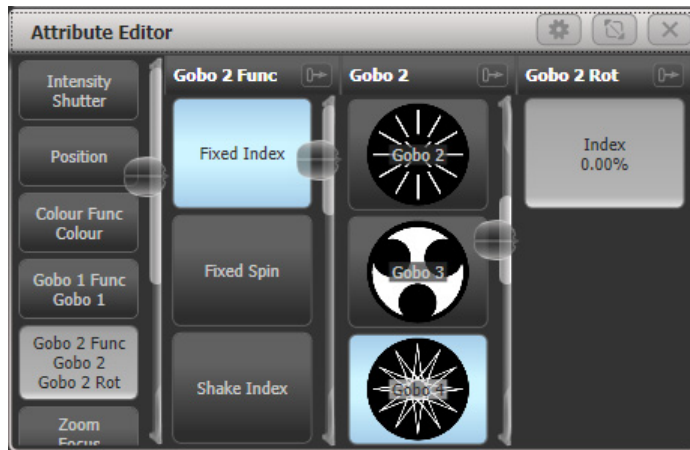 Attribute Editor
Intensity
Shutter
Position
Colour Func
Colour
Gobo 1 Func
Gobo 1
Gobo 2 Func
Gobo 2
Gobo 2 Rot
Zoom
Focus
Gobo 2 Func
Fixed Index
Fixed Spin
Shake Index
Gobo 2
Gobo 2
Gobo 3
Gobo 4
Gobo 2 Rot
Index
0.00%